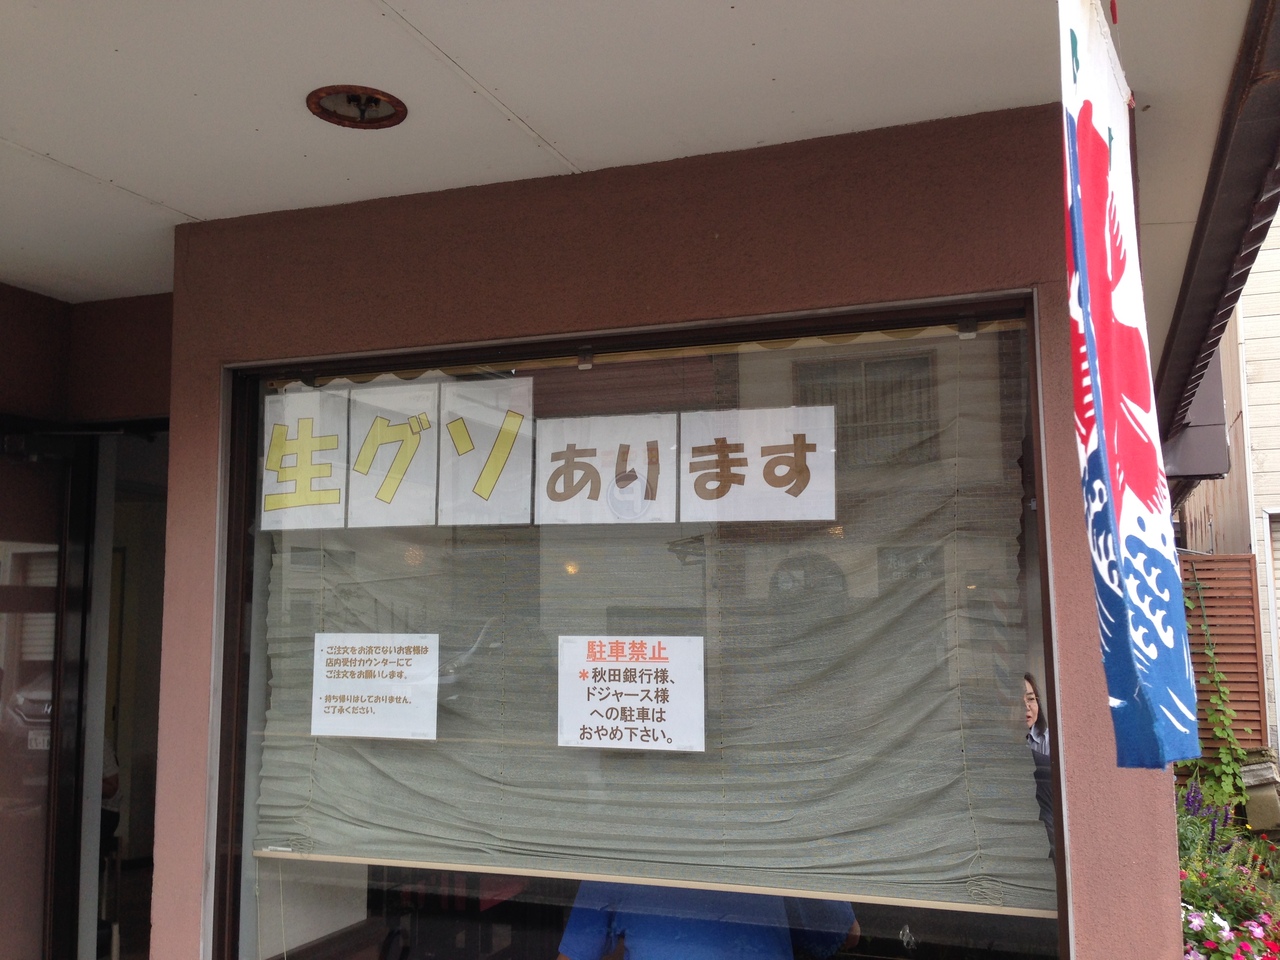 生グソあります
・ご注文をお済でないお客様は
店内受付カウンターにて
ご注文をお願いします。
・持ち帰りはしておりません。
ご了承ください。
駐車禁止
*秋田銀行様、
ドジャース様
への駐車は
おやめ下さい。